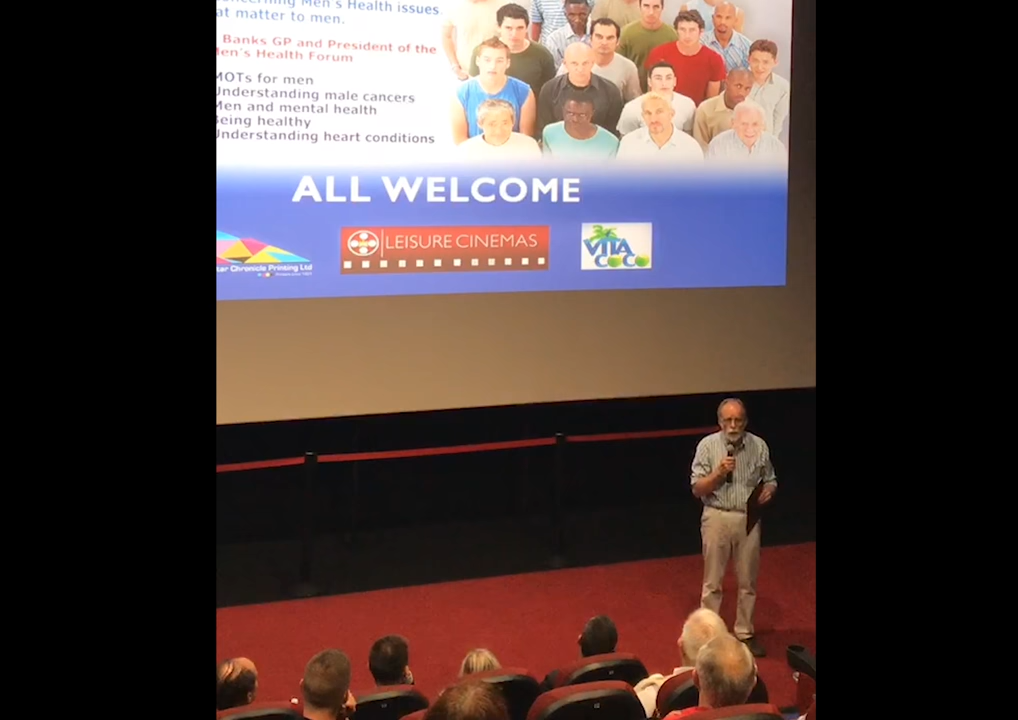 Concerning Men's Health issues
at matter to men.
Banks GP and President of the
Men's Health Forum
MOTs for men
Understanding male cancers
Men and mental health
Being healthy
Understanding heart conditions
ALL WELCOME
tar Chronicle Printing Ltd
LEISURE CINEMAS
VITA
COCO